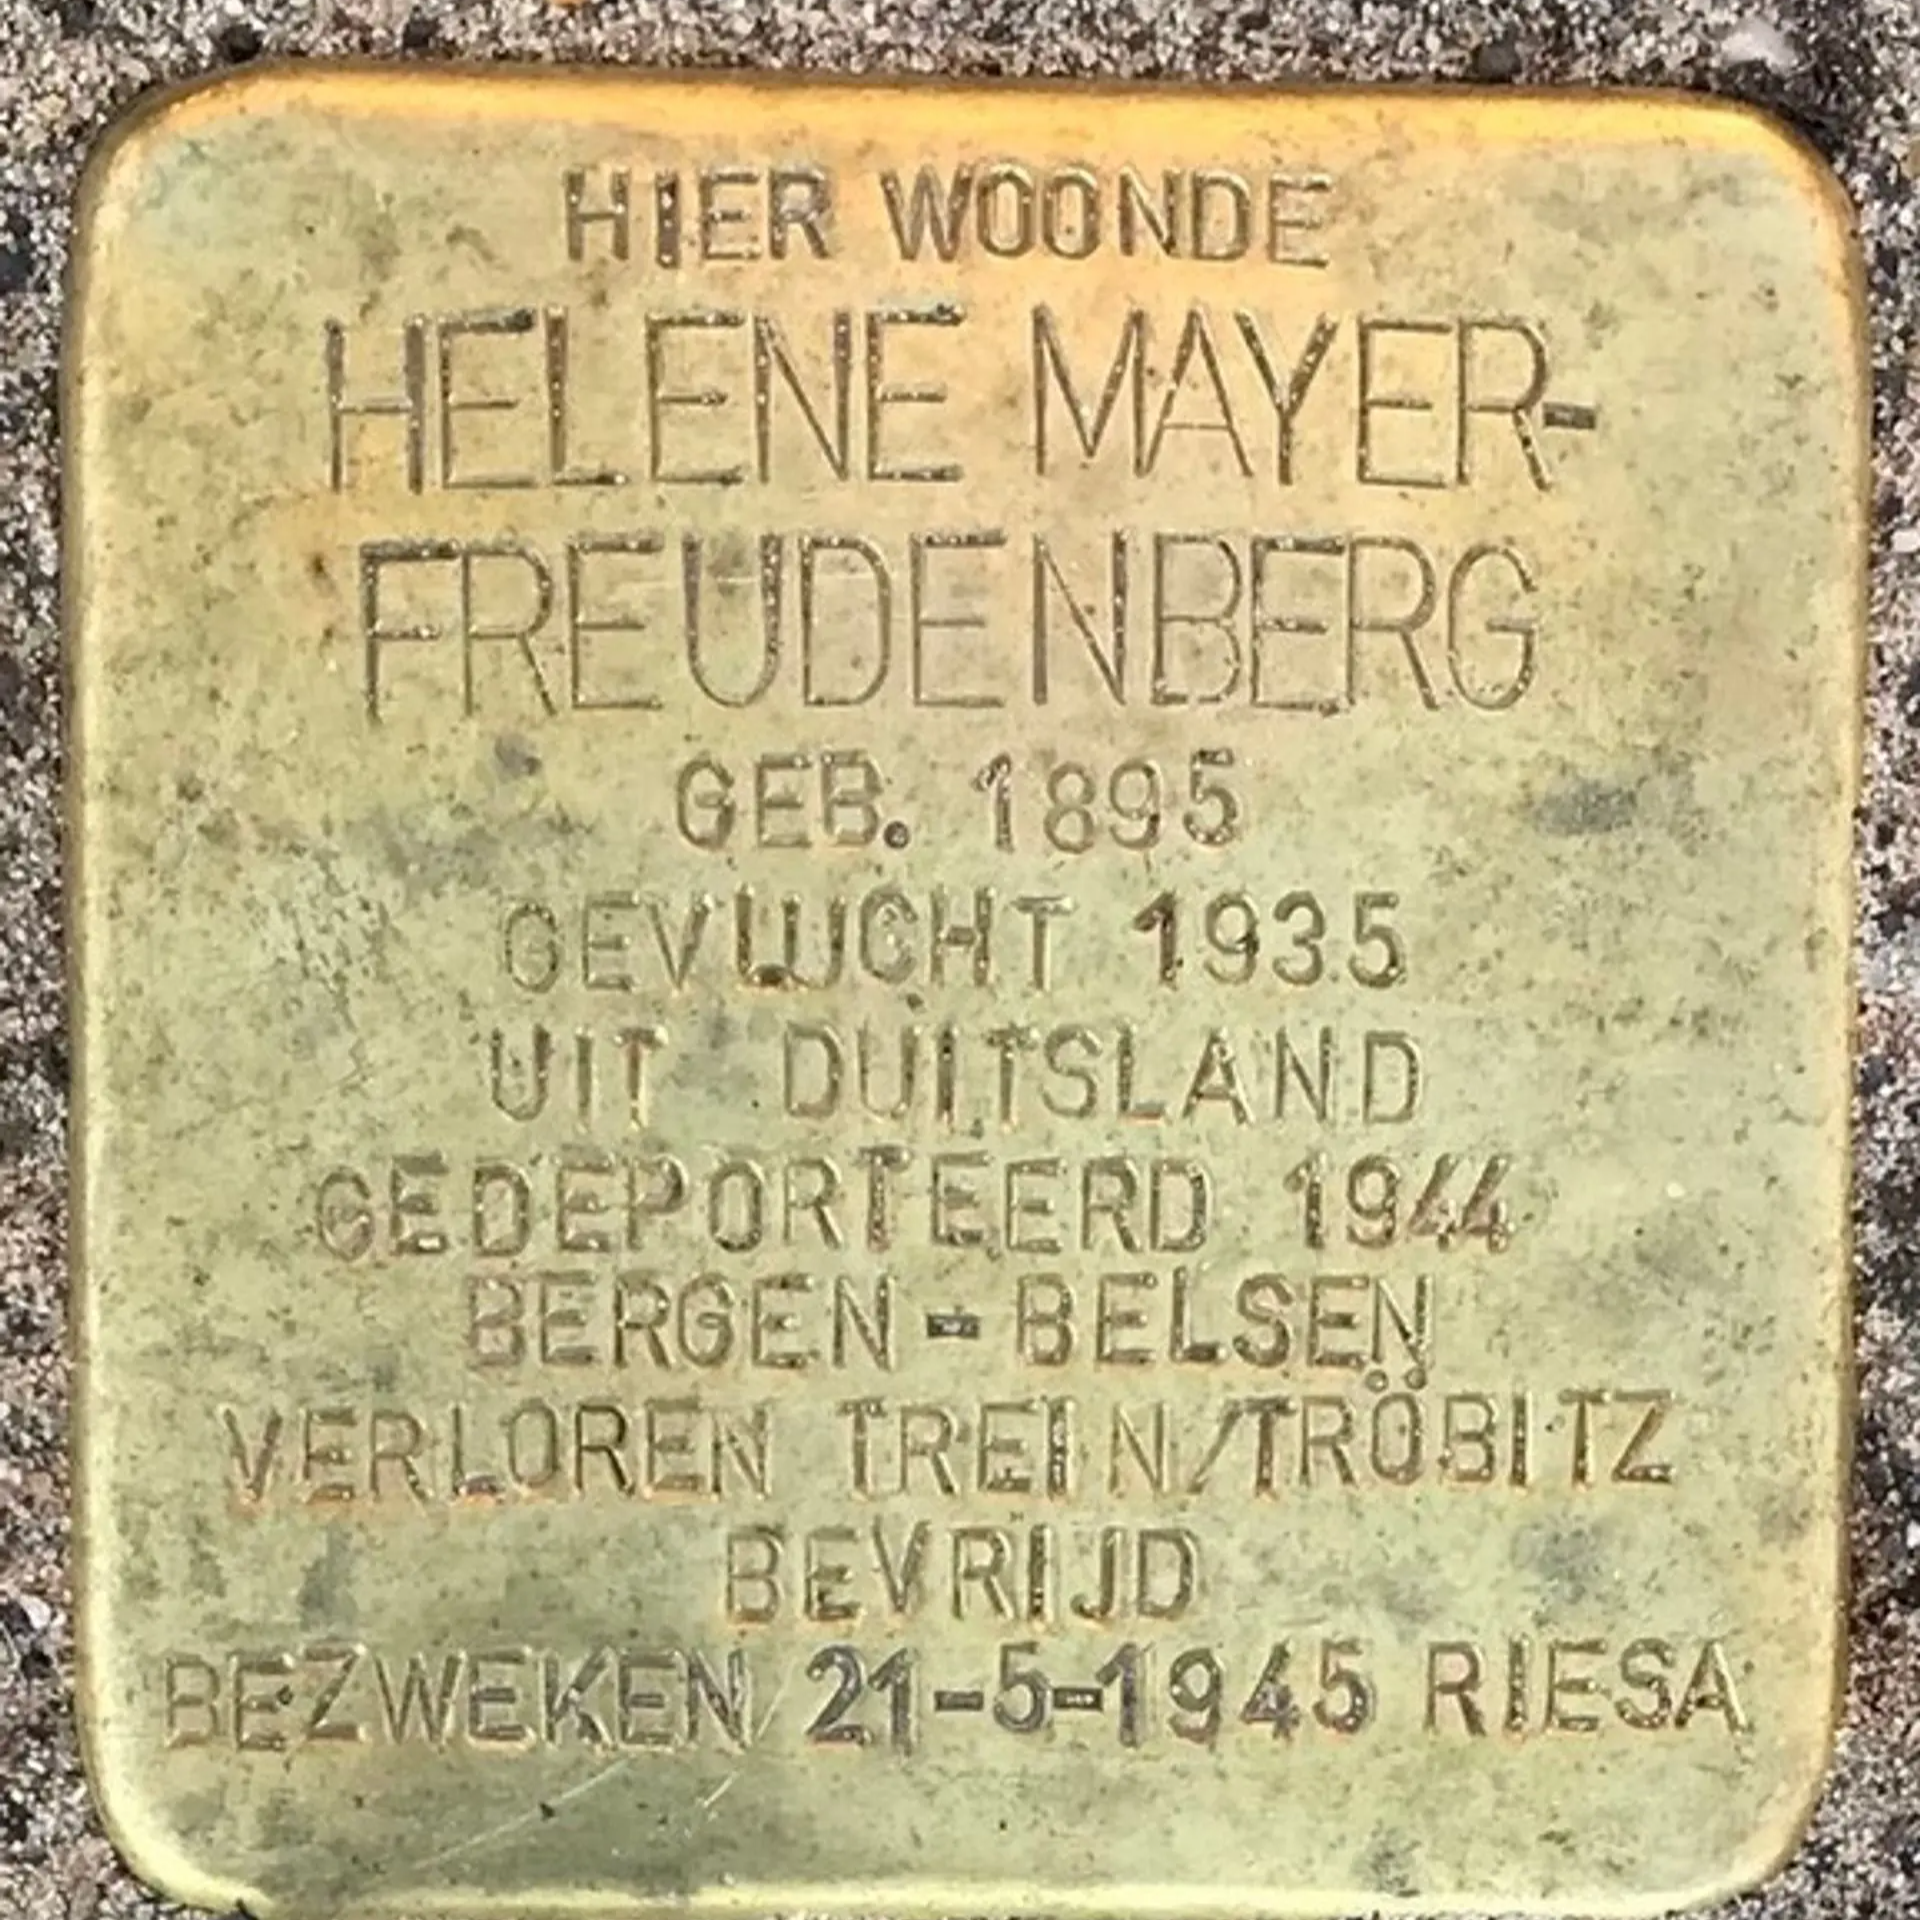 HIER WOONDE
HELENE MAYER-
FREUDENBERG
GEB. 1895
GEVLUCHT 1935
UIT DUITSLAND
GEDEPORTEERD 1944
BERGEN-BELSEN
VERLOREN TREIN/TRÖBITZ
BEVRIJD
BEZWEKEN 21-5-1945 RIESA